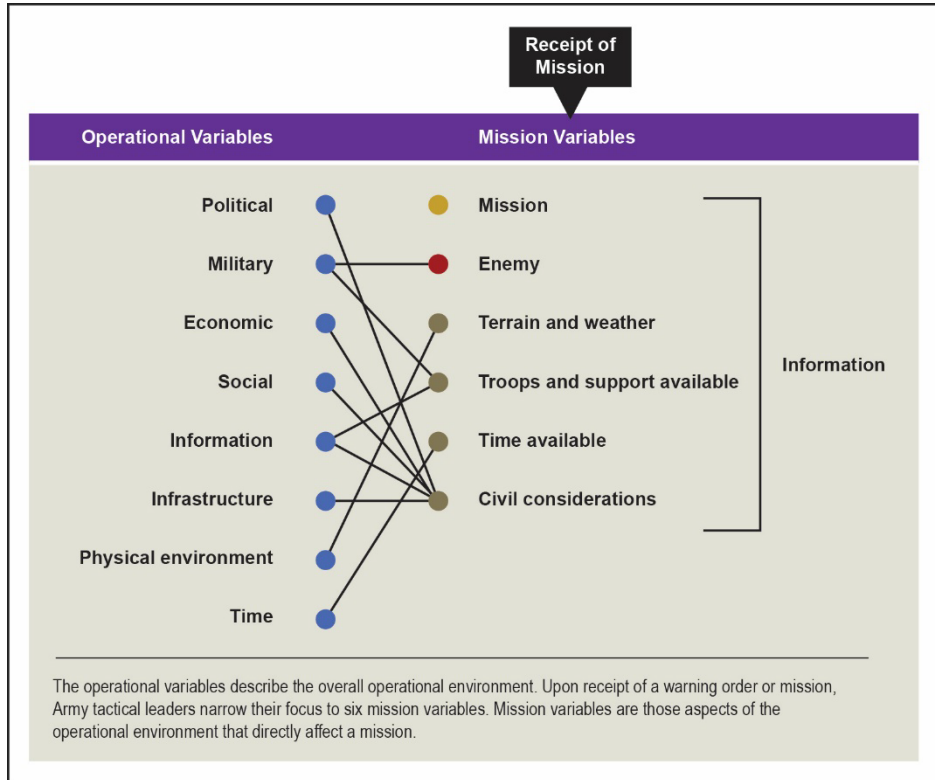 Receipt of
Mission
Operational Variables
Mission Variables
Political
Mission
Military
Enemy
Economic
Terrain and weather
Social
Troops and support available
Information
Information
Time available
Infrastructure
Civil considerations
Physical environment
Time
The operational variables describe the overall operational environment. Upon receipt of a warning order or mission,
Army tactical leaders narrow their focus to six mission variables. Mission variables are those aspects of the
operational environment that directly affect a mission.